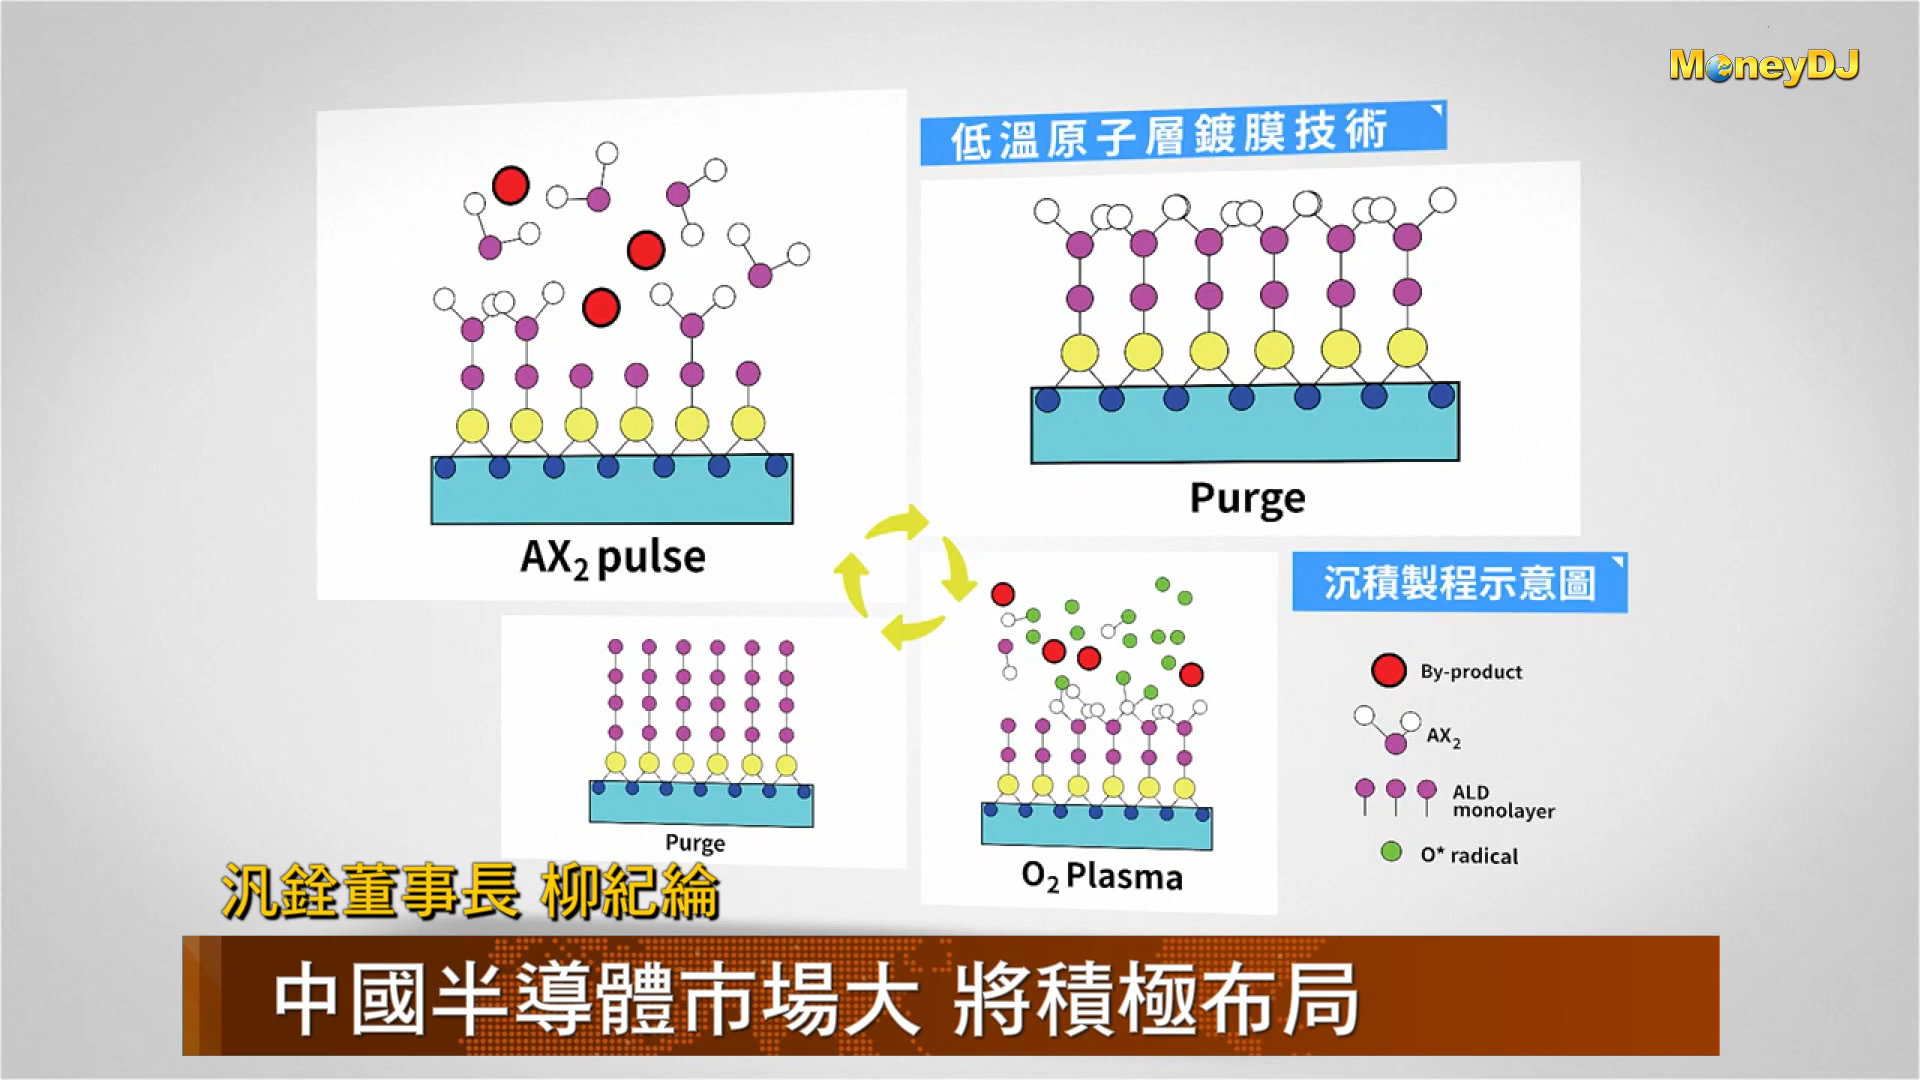 MoneyDJ
低溫原子層鍍膜技術
AX2 pulse
Purge
沉積製程示意圖
By-product
AX2
ALD
monolayer
O* radical
Purge
O2 Plasma
汎銓董事長 柳紀綸
中國半導體市場大 將積極布局